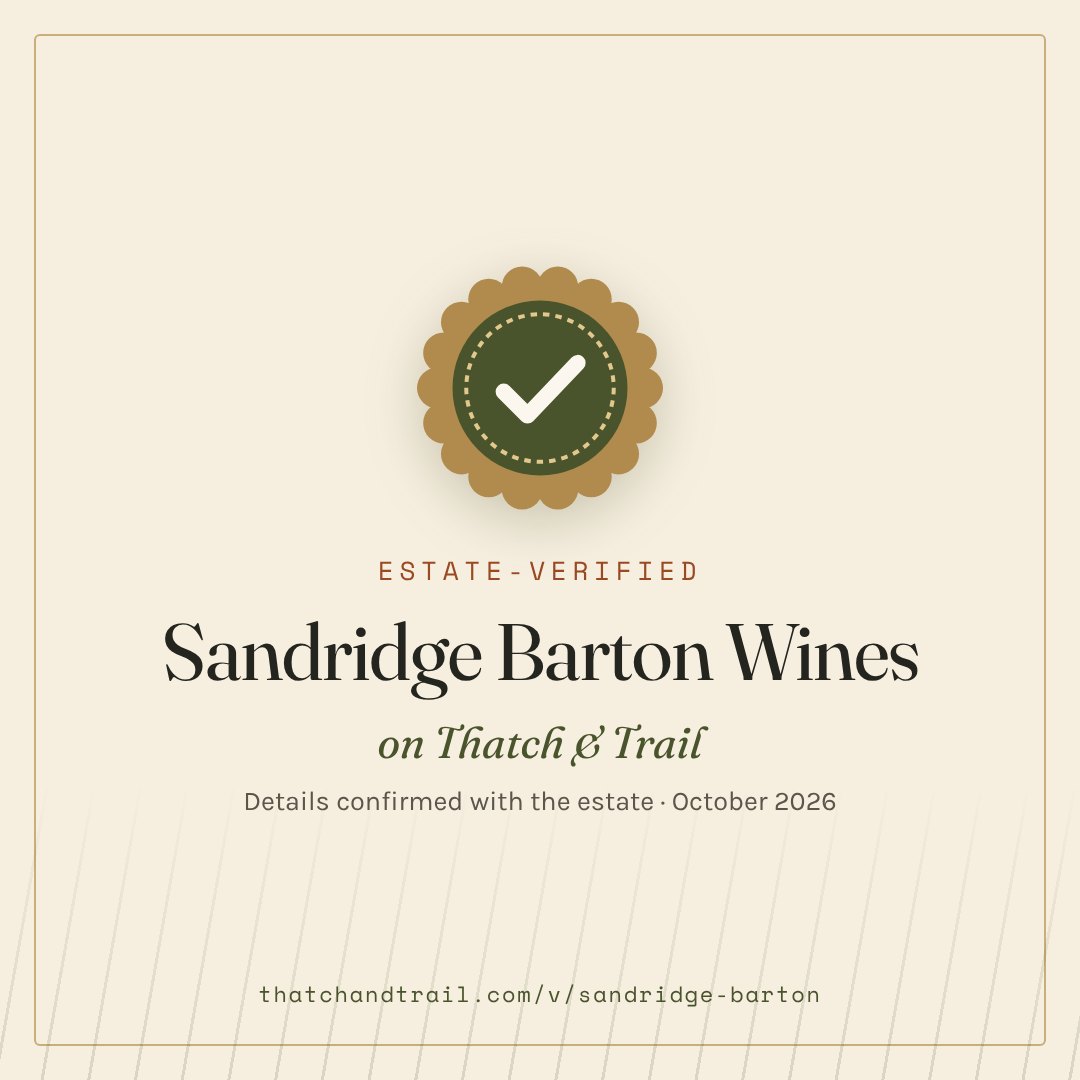 ESTATE-VERIFIED
Sandridge Barton Wines
on Thatch & Trail
Details confirmed with the estate · October 2026
thatchandtrail.com/v/sandridge-barton